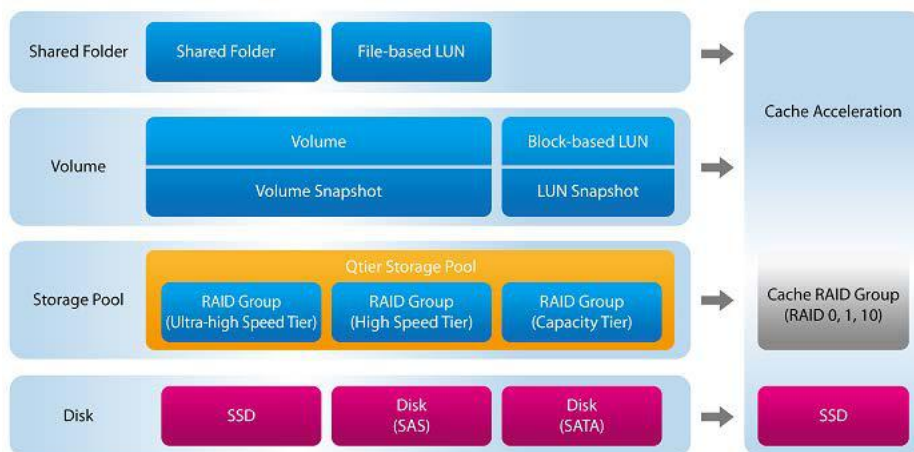 Shared Folder
Shared Folder
File-based LUN
Cache Acceleration
Volume
Volume
Block-based LUN
Volume Snapshot
LUN Snapshot
Storage Pool
Qtier Storage Pool
RAID Group
(Ultra-high Speed Tier)
RAID Group
(High Speed Tier)
RAID Group
(Capacity Tier)
Cache RAID Group
(RAID 0, 1, 10)
Disk
SSD
Disk
(SAS)
Disk
(SATA)
SSD